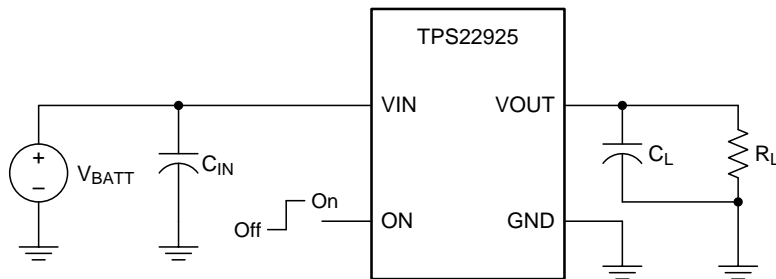 TPS22925
VIN
VOUT
+
−
V_BATT
C_IN
C_L
R_L
On
Off
ON
GND